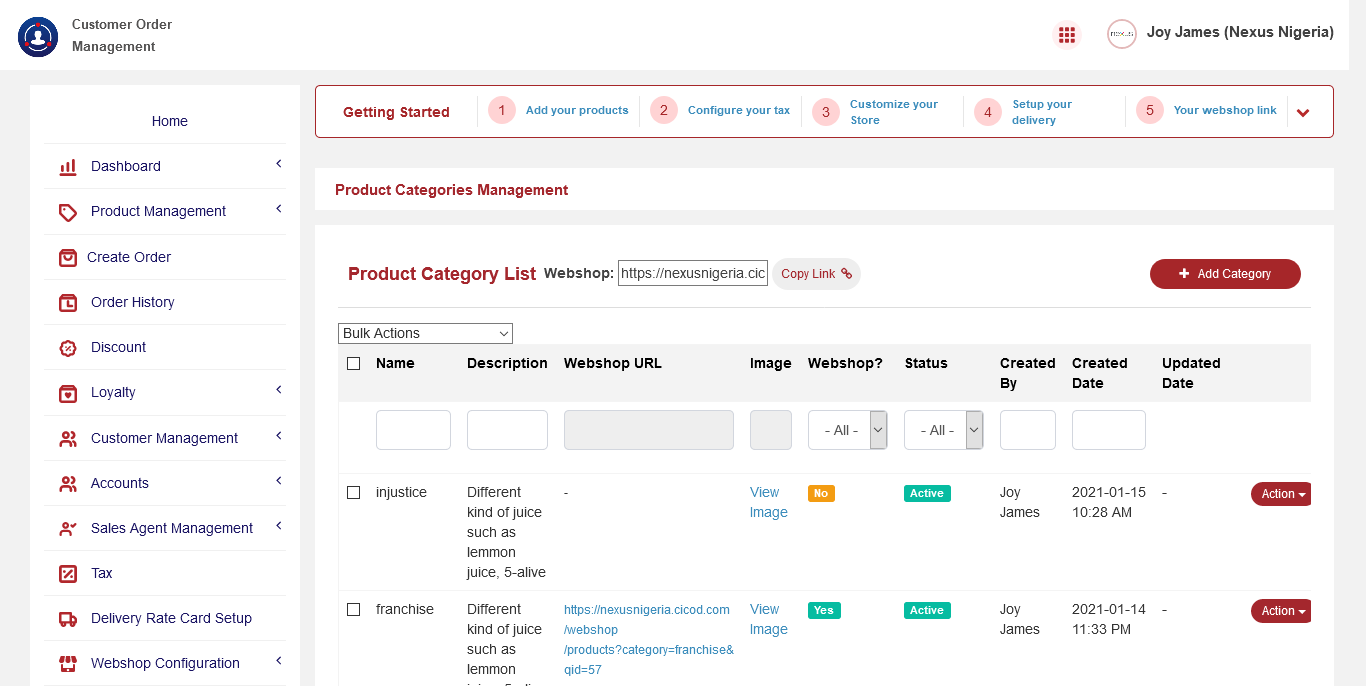 Customer Order
Management
nexus
Joy James (Nexus Nigeria)
Home
Dashboard
Product Management
Create Order
Order History
Discount
Loyalty
Customer Management
Accounts
Sales Agent Management
Tax
Delivery Rate Card Setup
Webshop Configuration
Getting Started
1 Add your products
2 Configure your tax
3 Customize your
Store
4 Setup your
delivery
5 Your webshop link
Product Categories Management
Product Category List Webshop: https://nexusnigeria.cic Copy Link
Add Category
Bulk Actions
Name Description Webshop URL Image Webshop? Status Created
By Created
Date Updated
Date
- All - - All -
injustice Different - View No Active Joy 2021-01-15 - Action
kind of juice Image James 10:28 AM
such as
lemmon
juice, 5-alive
franchise Different https://nexusnigeria.cicod.com View Yes Active Joy 2021-01-14 - Action
kind of juice /webshop Image James 11:33 PM
such as /products?category=franchise&
lemmon qid=57